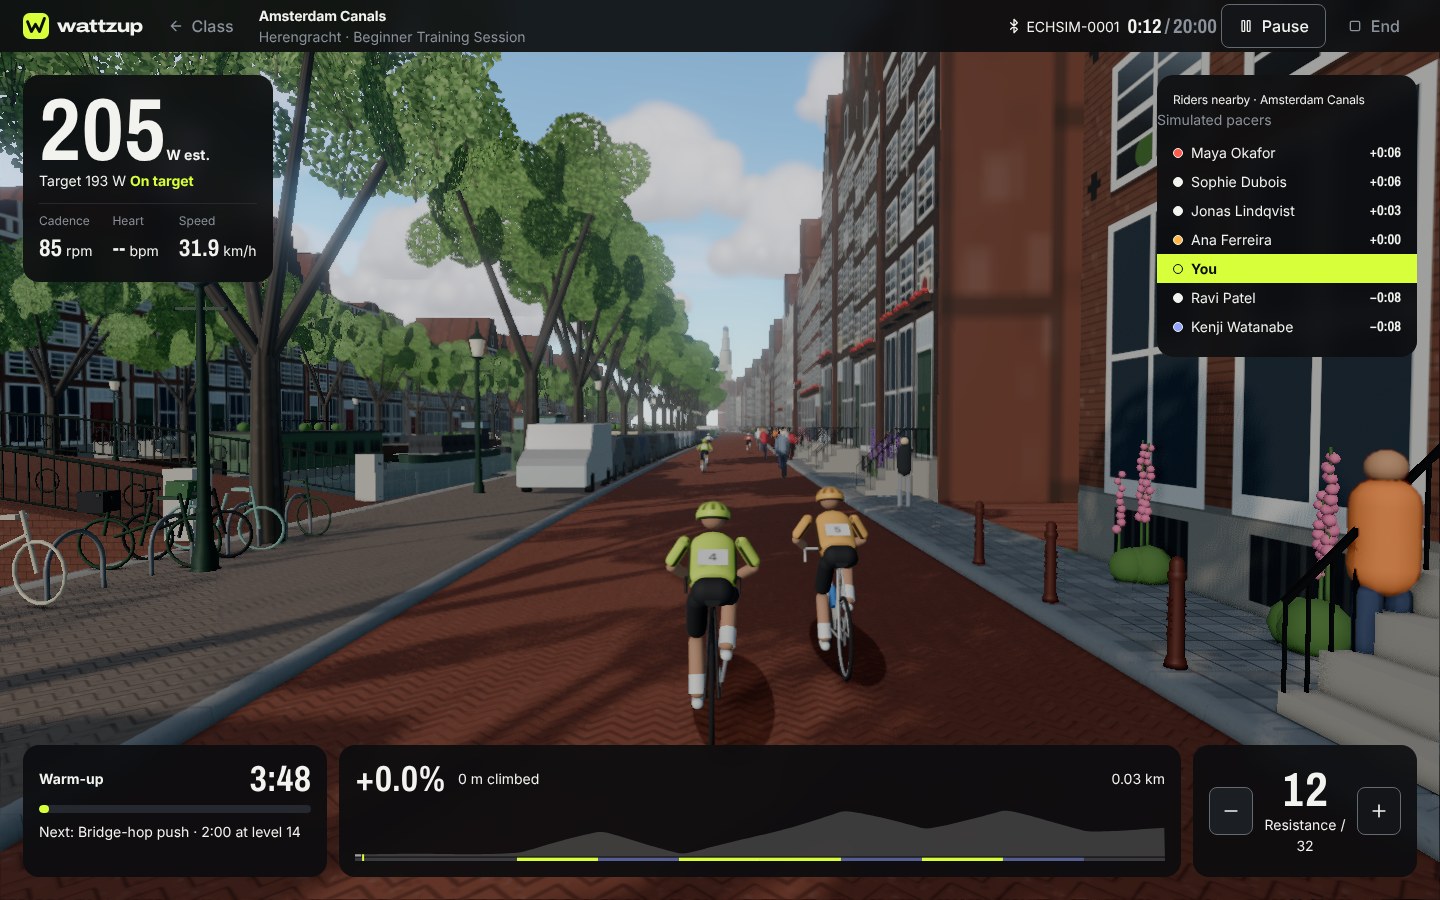 wattzup
Class
Amsterdam Canals
Herengracht · Beginner Training Session
ECHSIM-0001 0:12 / 20:00
Pause
End
205 W est.
Target 193 W On target
Cadence Heart Speed
85 rpm -- bpm 31.9 km/h
Riders nearby · Amsterdam Canals
Simulated pacers
Maya Okafor +0:06
Sophie Dubois +0:06
Jonas Lindqvist +0:03
Ana Ferreira +0:00
You
Ravi Patel −0:08
Kenji Watanabe −0:08
4
5
Warm-up 3:48
Next: Bridge-hop push · 2:00 at level 14
+0.0% 0 m climbed 0.03 km
12
Resistance /
32